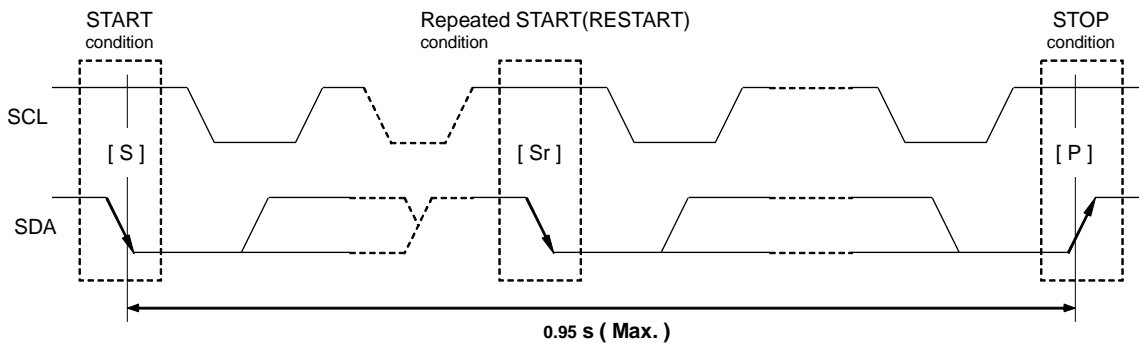 START
condition
Repeated START(RESTART)
condition
STOP
condition
SCL
[ S ]
[ Sr ]
[ P ]
SDA
0.95 s ( Max. )